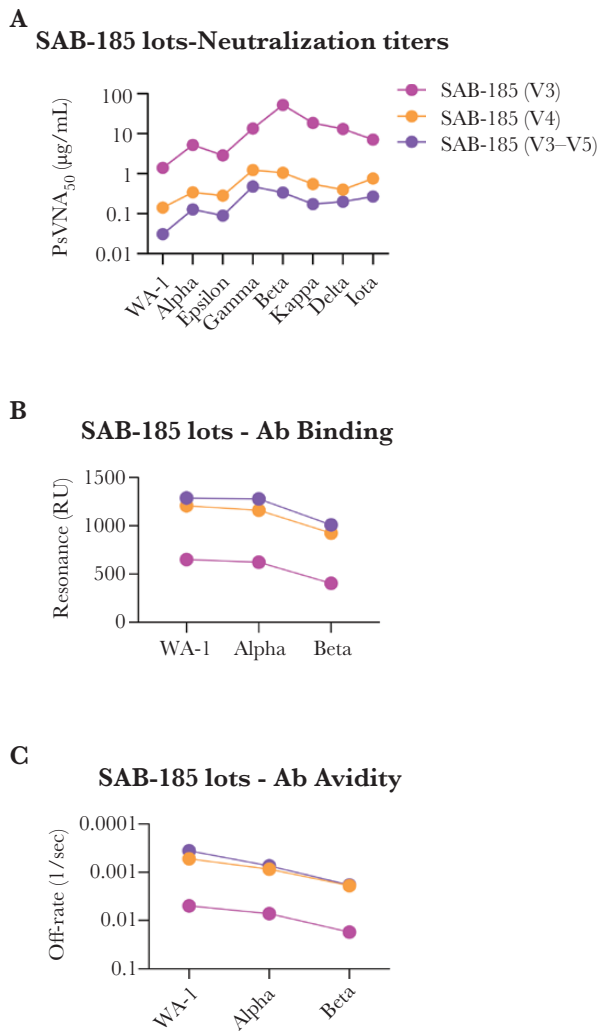 A
SAB-185 lots-Neutralization titers
PsVNA50 (μg/mL)
100
10
1
0.1
0.01
WA-1
Alpha
Epsilon
Gamma
Beta
Kappa
Delta
Iota
SAB-185 (V3)
SAB-185 (V4)
SAB-185 (V3–V5)
B
SAB-185 lots - Ab Binding
Resonance (RU)
1500
1000
500
0
WA-1
Alpha
Beta
C
SAB-185 lots - Ab Avidity
Off-rate (1/sec)
0.0001
0.001
0.01
0.1
WA-1
Alpha
Beta